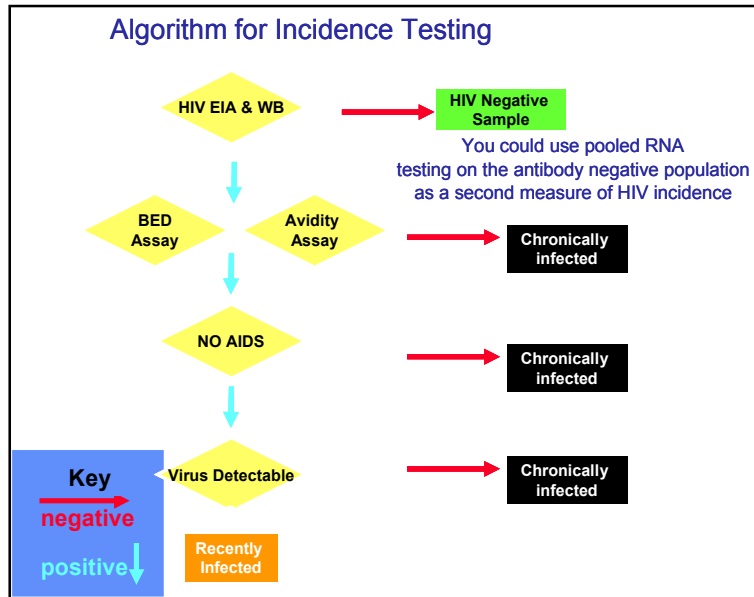 Algorithm for Incidence Testing
HIV EIA & WB
HIV Negative
Sample
You could use pooled RNA
testing on the antibody negative population
as a second measure of HIV incidence
BED
Assay
Avidity
Assay
Chronically
infected
NO AIDS
Chronically
infected
Virus Detectable
Chronically
infected
Key
negative
positive
Recently
Infected